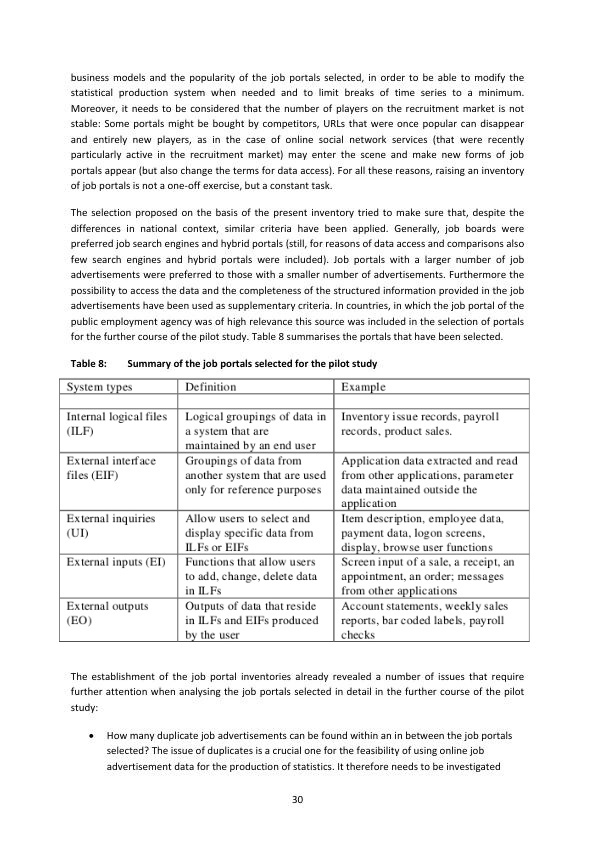 business models and the popularity of the job portals selected, in order to be able to modify the
statistical production system when needed and to limit breaks of time series to a minimum.
Moreover, it needs to be considered that the number of players on the recruitment market is not
stable: Some portals might be bought by competitors, URLs that were once popular can disappear
and entirely new players, as in the case of online social network services (that were recently
particularly active in the recruitment market) may enter the scene and make new forms of job
portals appear (but also change the terms for data access). For all these reasons, raising an inventory
of job portals is not a one-off exercise, but a constant task.
The selection proposed on the basis of the present inventory tried to make sure that, despite the
differences in national context, similar criteria have been applied. Generally, job boards were
preferred job search engines and hybrid portals (still, for reasons of data access and comparisons also
few search engines and hybrid portals were included). Job portals with a larger number of job
advertisements were preferred to those with a smaller number of advertisements. Furthermore the
possibility to access the data and the completeness of the structured information provided in the job
advertisements have been used as supplementary criteria. In countries, in which the job portal of the
public employment agency was of high relevance this source was included in the selection of portals
for the further course of the pilot study. Table 8 summarises the portals that have been selected.
Table 8: Summary of the job portals selected for the pilot study
System types Definition Example
Internal logical files Logical groupings of data in Inventory issue records, payroll
(ILF) a system that are records, product sales.
maintained by an end user
External interface Groupings of data from Application data extracted and read
files (EIF) another system that are used from other applications, parameter
only for reference purposes data maintained outside the
application
External inquiries Allow users to select and Item description, employee data,
(UI) display specific data from payment data, logon screens,
ILFs or EIFs display, browse user functions
External inputs (EI) Functions that allow users Screen input of a sale, a receipt, an
to add, change, delete data appointment, an order; messages
in ILFs from other applications
External outputs Outputs of data that reside Account statements, weekly sales
(EO) in ILFs and EIFs produced reports, bar coded labels, payroll
by the user checks
The establishment of the job portal inventories already revealed a number of issues that require
further attention when analysing the job portals selected in detail in the further course of the pilot
study:
• How many duplicate job advertisements can be found within an in between the job portals
selected? The issue of duplicates is a crucial one for the feasibility of using online job
advertisement data for the production of statistics. It therefore needs to be investigated
30